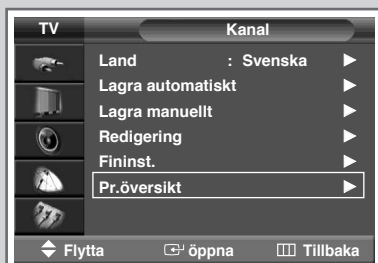 TV Kanal
Land : Svenska
Lagra automatiskt
Lagra manuellt
Redigering
Fininst.
Pr.översikt
Flytta öppna Tillbaka